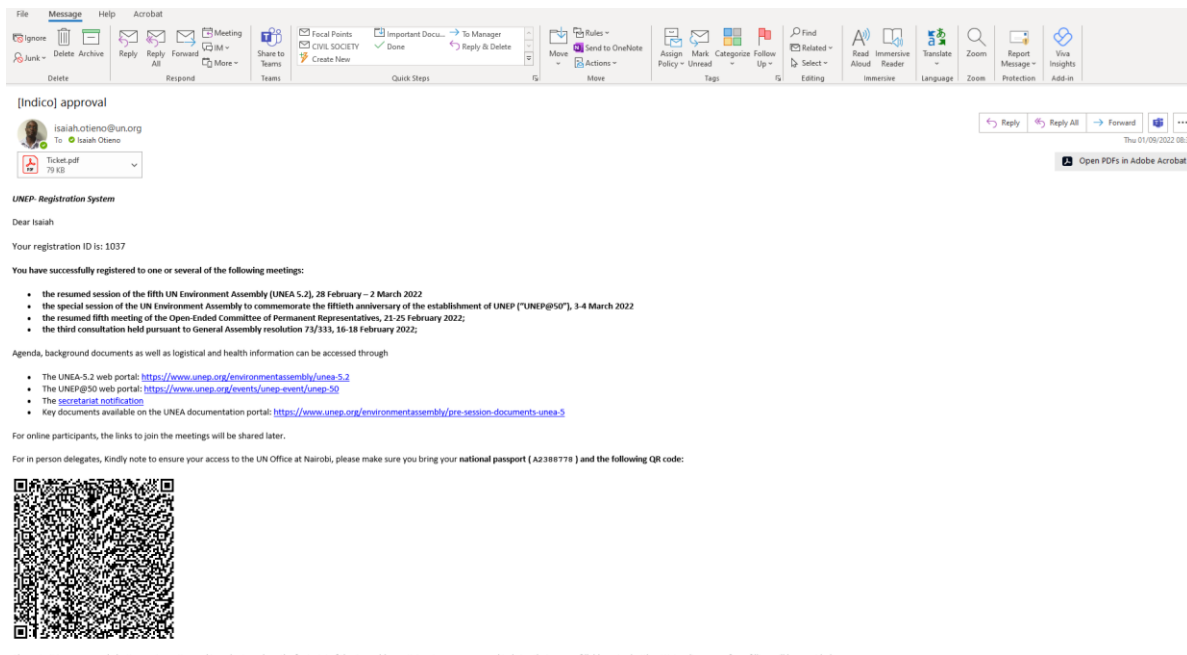 File Message Help Acrobat
Ignore
Junk
Delete Archive
Reply Reply All Forward
Meeting
IM
More
Share to Teams
Focal Points
CIVIL SOCIETY
Create New
Important Docu...
Done
To Manager
Reply & Delete
Move
Rules
Send to OneNote
Actions
Assign Policy Mark Unread Categorize Follow Up
Find
Related
Select
Read Aloud Immersive Reader
Translate
Zoom
Report Message
Viva Insights
Delete Respond Teams Quick Steps Move Tags Editing Immersive Language Zoom Protection Add-in
[Indico] approval
isaiah.otieno@un.org
To Isaiah Otieno
Reply Reply All Forward
Thu 01/09/2022 08:
Ticket.pdf
79 KB
Open PDFs in Adobe Acrobat
UNEP- Registration System
Dear Isaiah
Your registration ID is: 1037
You have successfully registered to one or several of the following meetings:
• the resumed session of the fifth UN Environment Assembly (UNEA 5.2), 28 February – 2 March 2022
• the special session of the UN Environment Assembly to commemorate the fiftieth anniversary of the establishment of UNEP ("UNEP@50"), 3-4 March 2022
• the resumed fifth meeting of the Open-Ended Committee of Permanent Representatives, 21-25 February 2022;
• the third consultation held pursuant to General Assembly resolution 73/333, 16-18 February 2022;
Agenda, background documents as well as logistical and health information can be accessed through
• The UNEA-5.2 web portal: https://www.unep.org/environmentassembly/unea-5.2
• The UNEP@50 web portal: https://www.unep.org/events/unep-event/unep-50
• The secretariat notification
• Key documents available on the UNEA documentation portal: https://www.unep.org/environmentassembly/pre-session-documents-unea-5
For online participants, the links to join the meetings will be shared later.
For in person delegates, Kindly note to ensure your access to the UN Office at Nairobi, please make sure you bring your national passport ( A2388778 ) and the following QR code: